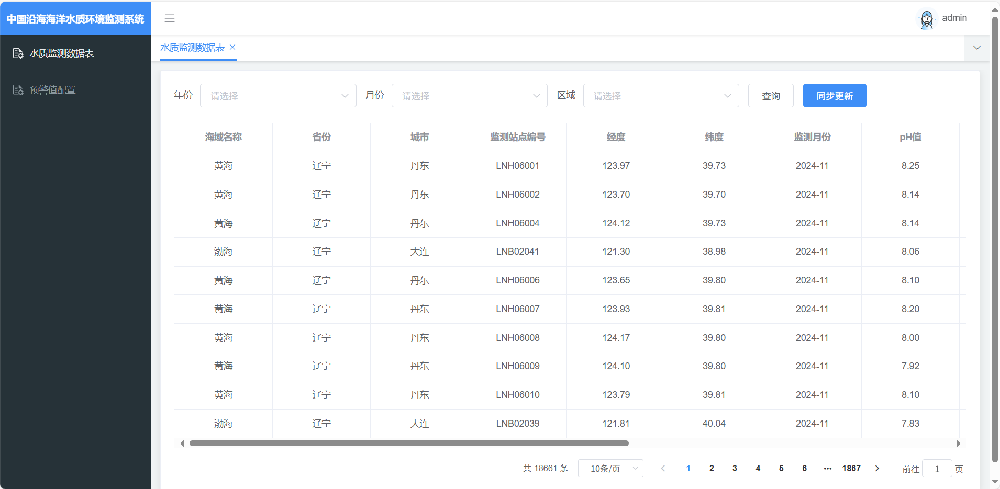 中国沿海海洋水质环境监测系统
admin
水质监测数据表
预警值配置
水质监测数据表
年份 请选择 月份 请选择 区域 请选择 查询 同步更新
海域名称 省份 城市 监测站点编号 经度 纬度 监测月份 pH值
黄海 辽宁 丹东 LNH06001 123.97 39.73 2024-11 8.25
黄海 辽宁 丹东 LNH06002 123.70 39.70 2024-11 8.14
黄海 辽宁 丹东 LNH06004 124.12 39.73 2024-11 8.14
渤海 辽宁 大连 LNB02041 121.30 38.98 2024-11 8.06
黄海 辽宁 丹东 LNH06006 123.65 39.80 2024-11 8.10
黄海 辽宁 丹东 LNH06007 123.93 39.81 2024-11 8.20
黄海 辽宁 丹东 LNH06008 124.17 39.80 2024-11 8.00
黄海 辽宁 丹东 LNH06009 124.10 39.80 2024-11 7.92
黄海 辽宁 丹东 LNH06010 123.79 39.81 2024-11 8.10
渤海 辽宁 大连 LNB02039 121.81 40.04 2024-11 7.83
共 18661 条 10条/页 1 2 3 4 5 6 ... 1867 前往 1 页